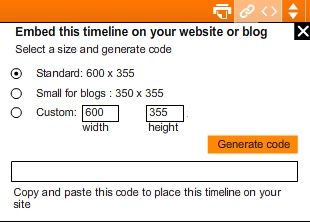 Embed this timeline on your website or blog
Select a size and generate code
Standard: 600 x 355
Small for blogs : 350 x 355
Custom: 600 355
width height
Generate code
Copy and paste this code to place this timeline on your
site